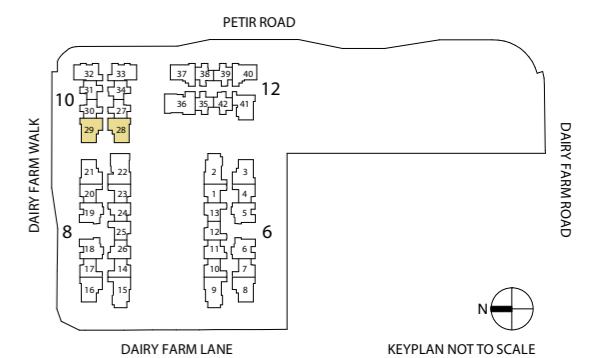 PETIR ROAD
32 33 37 38 39 40
31 34
10 12
30 27 36 35 42 41
29 28
DAIRY FARM WALK
DAIRY FARM ROAD
21 22 2 3
20 23 1 4
19 24 13 5
8 25 12 6
18 26 11 6
17 14 10 7
16 15 9 8
N
DAIRY FARM LANE
KEYPLAN NOT TO SCALE